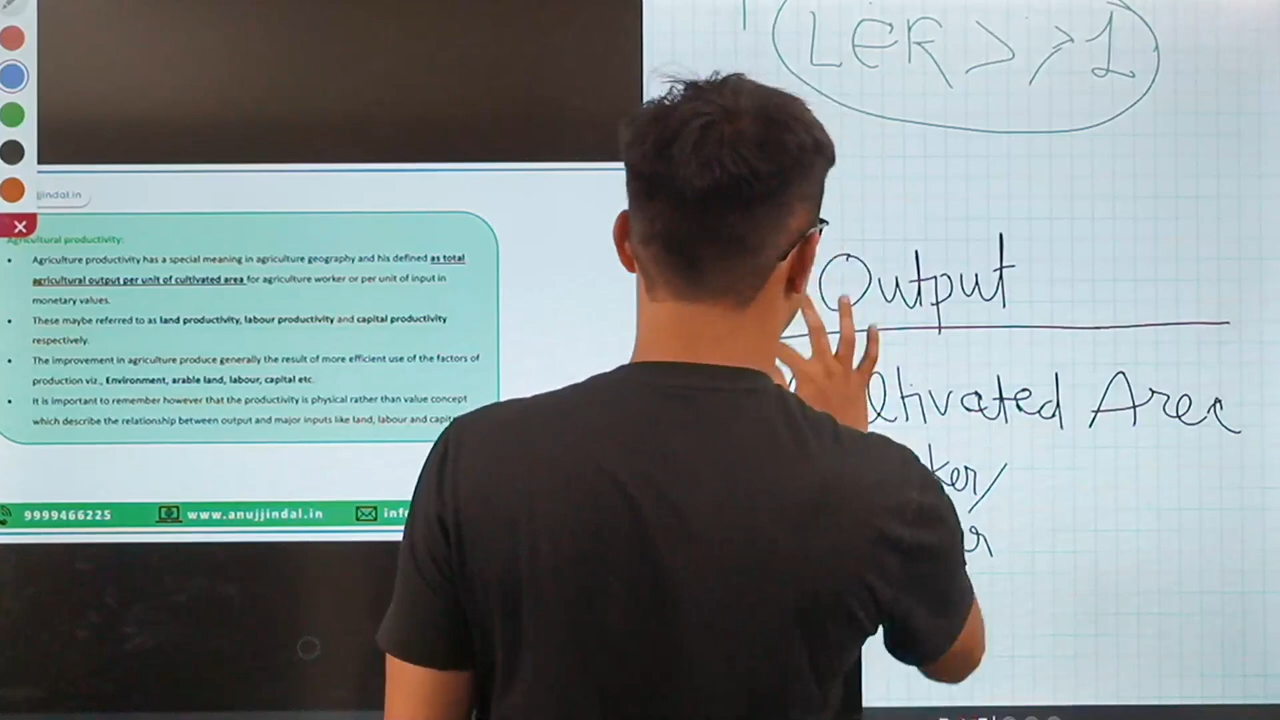 jjindal.in
Agricultural productivity:
• Agriculture productivity has a special meaning in agriculture geography and his defined as total
agricultural output per unit of cultivated area for agriculture worker or per unit of input in
monetary values.
• These maybe referred to as land productivity, labour productivity and capital productivity
respectively.
• The improvement in agriculture produce generally the result of more efficient use of the factors of
production viz., Environment, arable land, labour, capital etc.
• It is important to remember however that the productivity is physical rather than value concept
which describe the relationship between output and major inputs like land, labour and capit
9999466225 www.anujjindal.in inf
LER > > 1
Output
ltivated Area
ker/
r